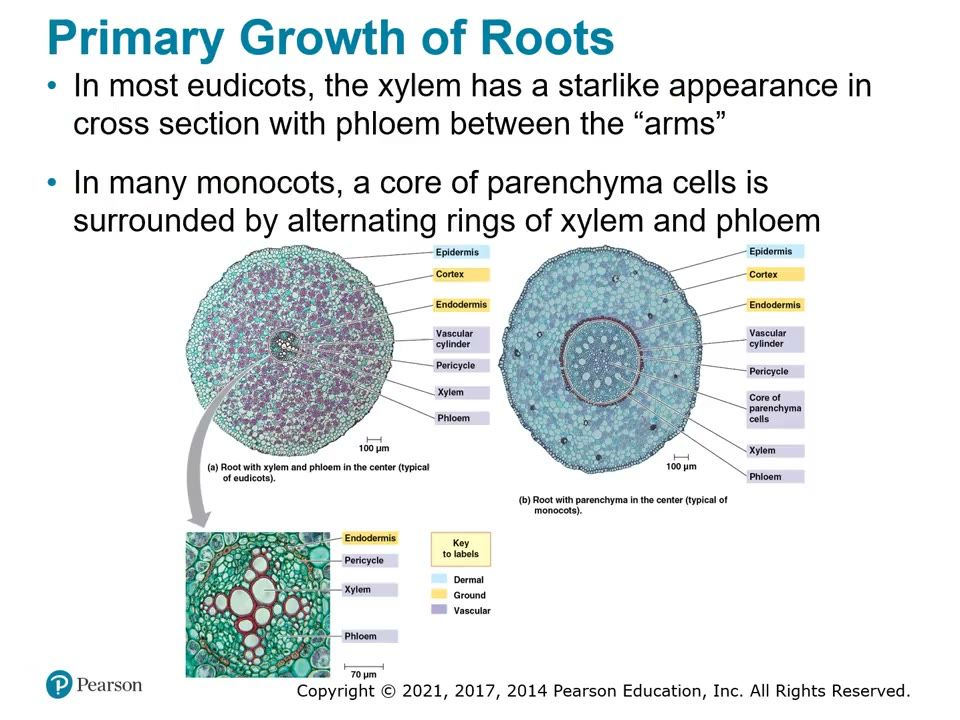 Primary Growth of Roots
• In most eudicots, the xylem has a starlike appearance in
cross section with phloem between the “arms”
• In many monocots, a core of parenchyma cells is
surrounded by alternating rings of xylem and phloem
Epidermis
Cortex
Endodermis
Vascular
cylinder
Pericycle
Xylem
Phloem
100 µm
(a) Root with xylem and phloem in the center (typical
of eudicots).
Epidermis
Cortex
Endodermis
Vascular
cylinder
Pericycle
Core of
parenchyma
cells
Xylem
Phloem
100 µm
(b) Root with parenchyma in the center (typical of
monocots).
Endodermis
Pericycle
Xylem
Phloem
70 µm
Key
to labels
Dermal
Ground
Vascular
P Pearson
Copyright © 2021, 2017, 2014 Pearson Education, Inc. All Rights Reserved.